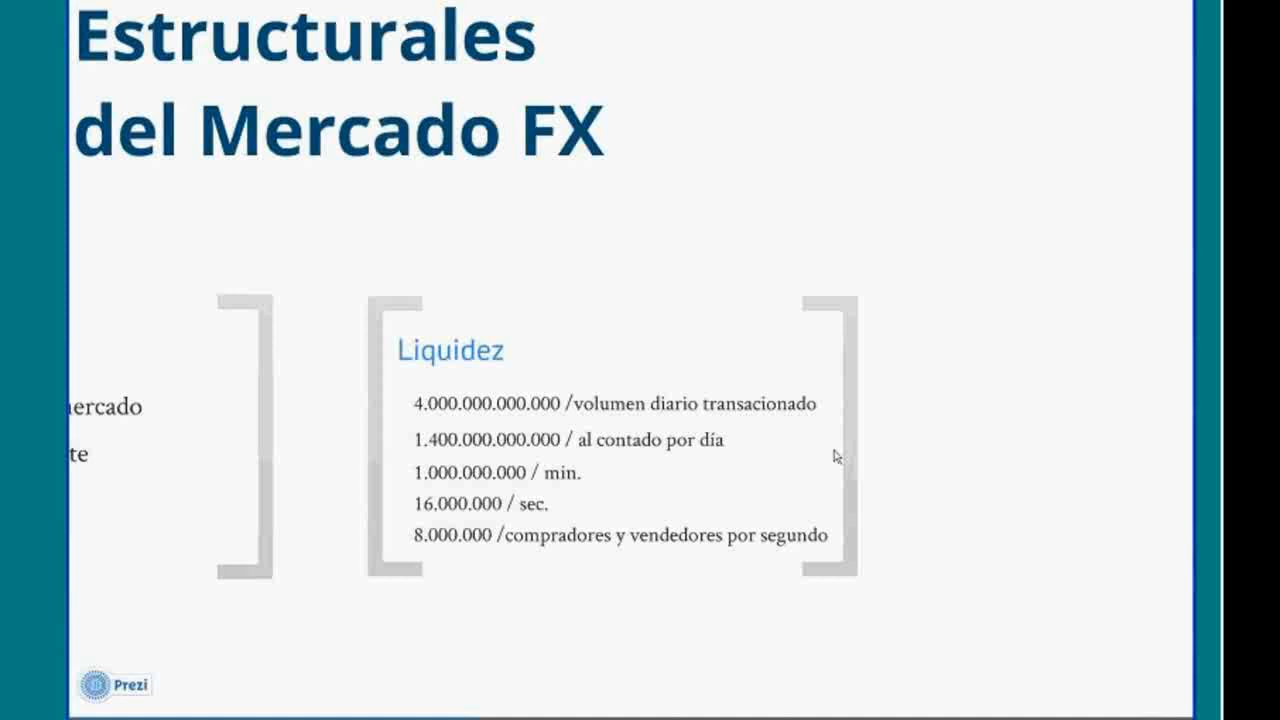 Estructurales
del Mercado FX
Liquidez
4.000.000.000.000 /volumen diario transacionado
1.400.000.000.000 / al contado por día
1.000.000.000 / min.
16.000.000 / sec.
8.000.000 /compradores y vendedores por segundo
Prezi